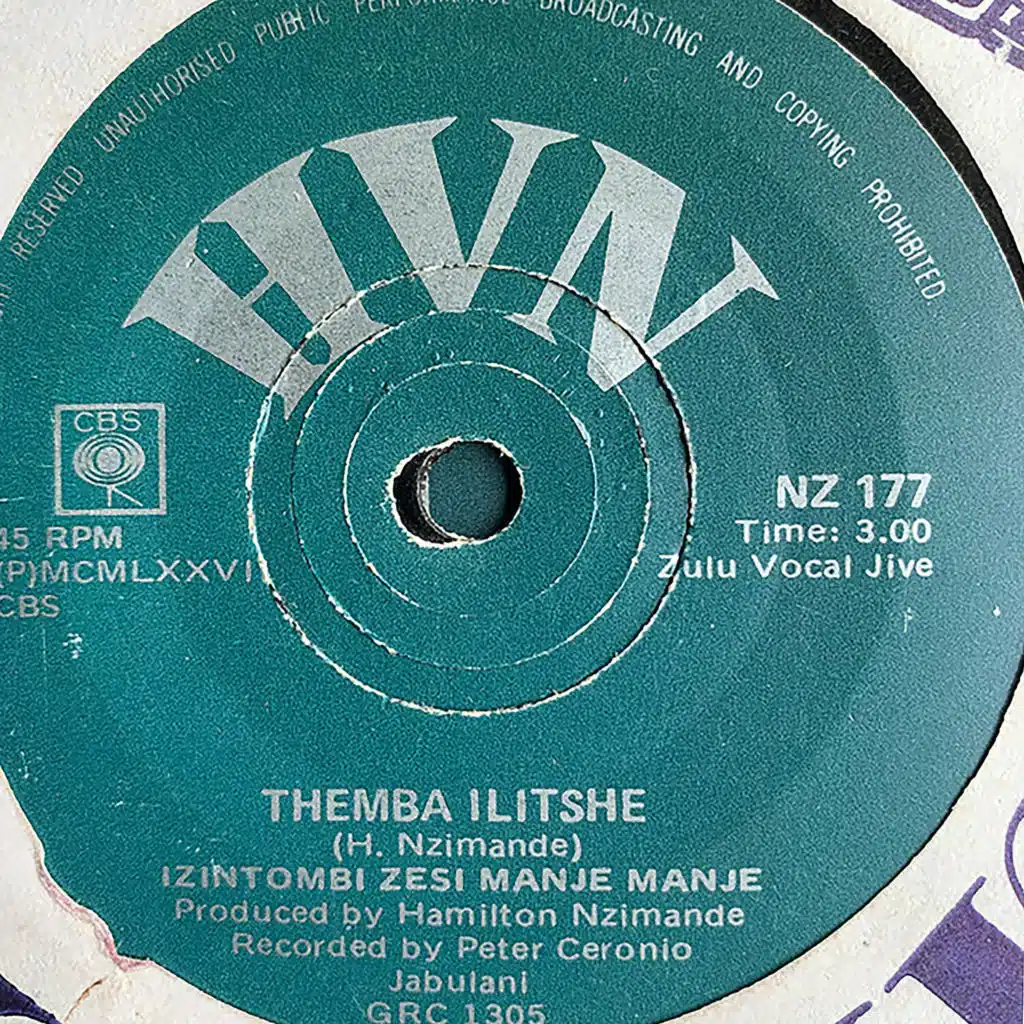 RESERVED UNAUTHORISED PUBLIC PERFORMANCE BROADCASTING AND COPYING PROHIBITED
HVN
CBS
45 RPM
(P)MCMLXXVI
CBS
NZ 177
Time: 3.00
Zulu Vocal Jive
THEMBA ILITSHE
(H. Nzimande)
IZINTOMBI ZESI MANJE MANJE
Produced by Hamilton Nzimande
Recorded by Peter Ceronio
Jabulani
GRC 1305